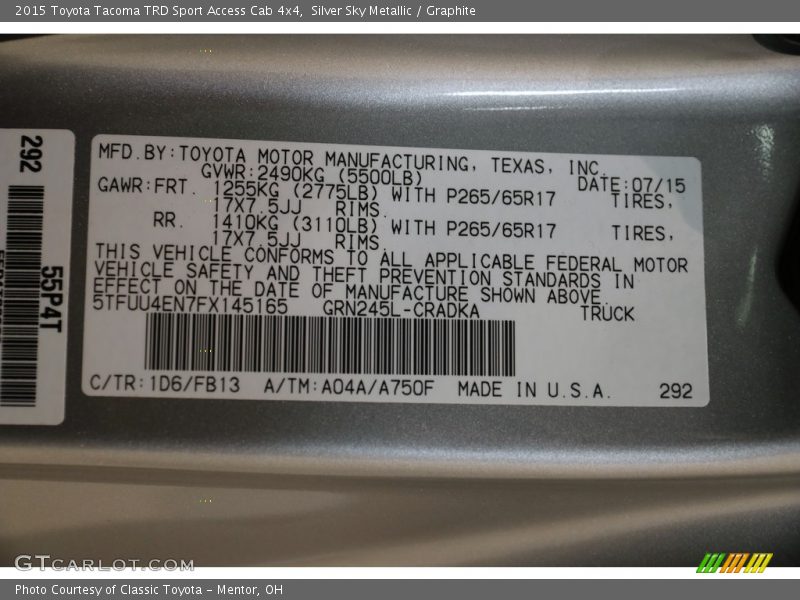 2015 Toyota Tacoma TRD Sport Access Cab 4x4, Silver Sky Metallic / Graphite
292
55P4T
MFD.BY:TOYOTA MOTOR MANUFACTURING, TEXAS, INC.
GVWR:2490KG (5500LB) DATE:07/15
GAWR:FRT. 1255KG (2775LB) WITH P265/65R17 TIRES,
17X7.5JJ RIMS.
RR. 1410KG (3110LB) WITH P265/65R17 TIRES,
17X7.5JJ RIMS.
THIS VEHICLE CONFORMS TO ALL APPLICABLE FEDERAL MOTOR
VEHICLE SAFETY AND THEFT PREVENTION STANDARDS IN
EFFECT ON THE DATE OF MANUFACTURE SHOWN ABOVE.
5TFUU4EN7FX145165 GRN245L-CRADKA TRUCK
C/TR:1D6/FB13 A/TM:A04A/A750F MADE IN U.S.A. 292
GTCARLOT.COM
Photo Courtesy of Classic Toyota - Mentor, OH